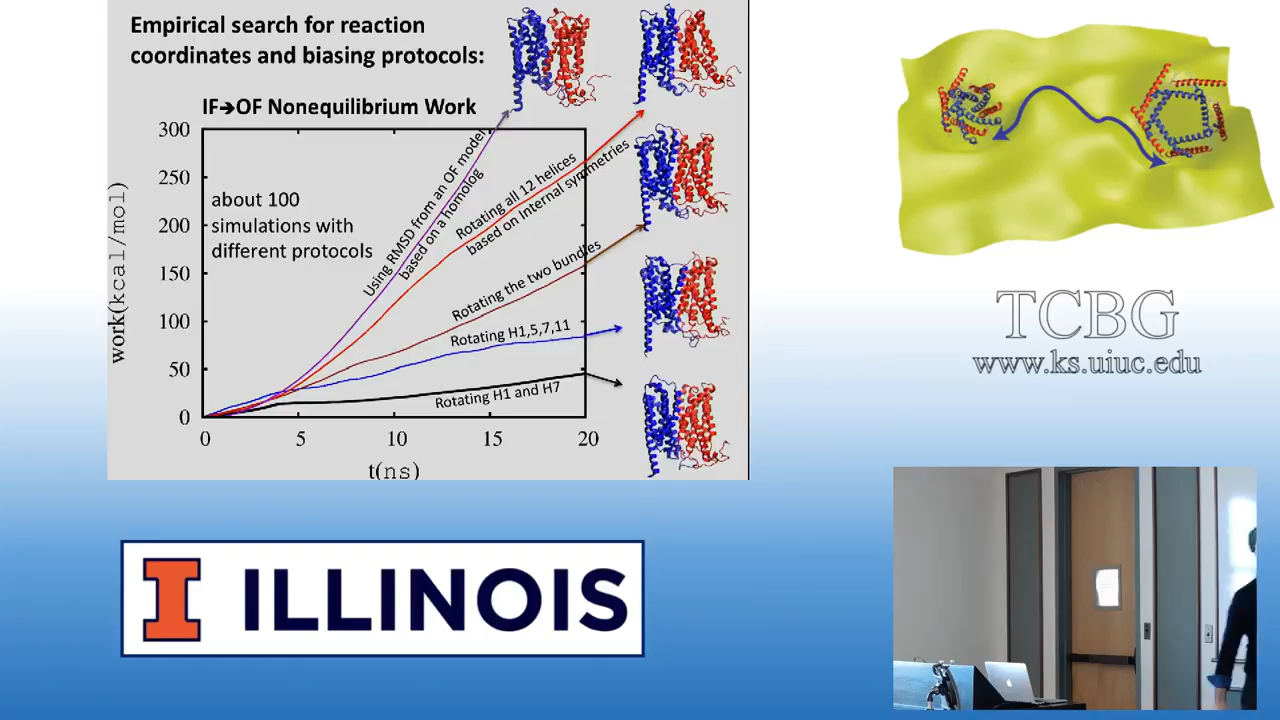 Empirical search for reaction
coordinates and biasing protocols:
IF➔OF Nonequilibrium Work
300
250
200
150
100
50
0
work(kcal/mol)
about 100
simulations with
different protocols
Using RMSD from an OF model
based on a homolog
Rotating all 12 helices
based on Internal symmetries
Rotating the two bundles
Rotating H1,5,7,11
Rotating H1 and H7
0
5
10
15
20
t(ns)
TCBG
www.ks.uiuc.edu
I ILLINOIS